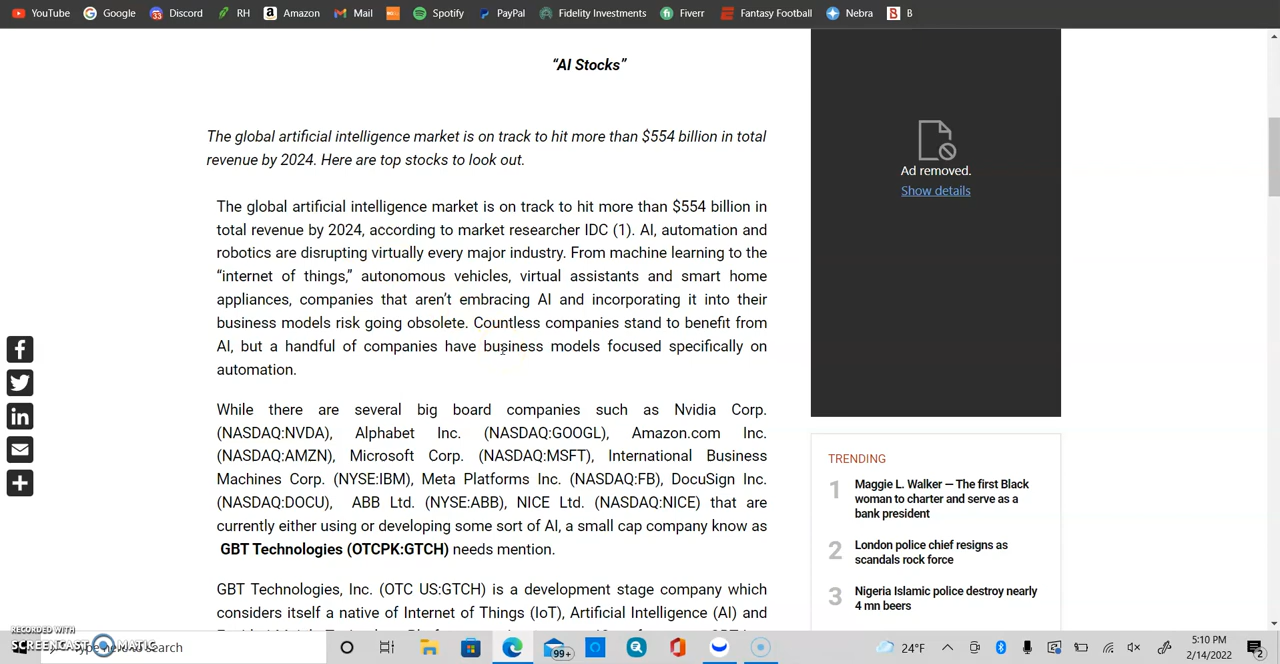 YouTube Google Discord RH Amazon Mail Spotify PayPal Fidelity Investments Fiverr Fantasy Football Nebra B
“AI Stocks”
The global artificial intelligence market is on track to hit more than $554 billion in total
revenue by 2024. Here are top stocks to look out.
The global artificial intelligence market is on track to hit more than $554 billion in
total revenue by 2024, according to market researcher IDC (1). AI, automation and
robotics are disrupting virtually every major industry. From machine learning to the
“internet of things,” autonomous vehicles, virtual assistants and smart home
appliances, companies that aren’t embracing AI and incorporating it into their
business models risk going obsolete. Countless companies stand to benefit from
AI, but a handful of companies have business models focused specifically on
automation.
While there are several big board companies such as Nvidia Corp.
(NASDAQ:NVDA), Alphabet Inc. (NASDAQ:GOOGL), Amazon.com Inc.
(NASDAQ:AMZN), Microsoft Corp. (NASDAQ:MSFT), International Business
Machines Corp. (NYSE:IBM), Meta Platforms Inc. (NASDAQ:FB), DocuSign Inc.
(NASDAQ:DOCU), ABB Ltd. (NYSE:ABB), NICE Ltd. (NASDAQ:NICE) that are
currently either using or developing some sort of AI, a small cap company know as
GBT Technologies (OTCPK:GTCH) needs mention.
GBT Technologies, Inc. (OTC US:GTCH) is a development stage company which
considers itself a native of Internet of Things (IoT), Artificial Intelligence (AI) and
Ad removed.
Show details
TRENDING
1 Maggie L. Walker — The first Black
woman to charter and serve as a
bank president
2 London police chief resigns as
scandals rock force
3 Nigeria Islamic police destroy nearly
4 mn beers
RECORDED WITH
SCREENCAST MATIC
here to search
99+
24°F
5:10 PM
2/14/2022
2